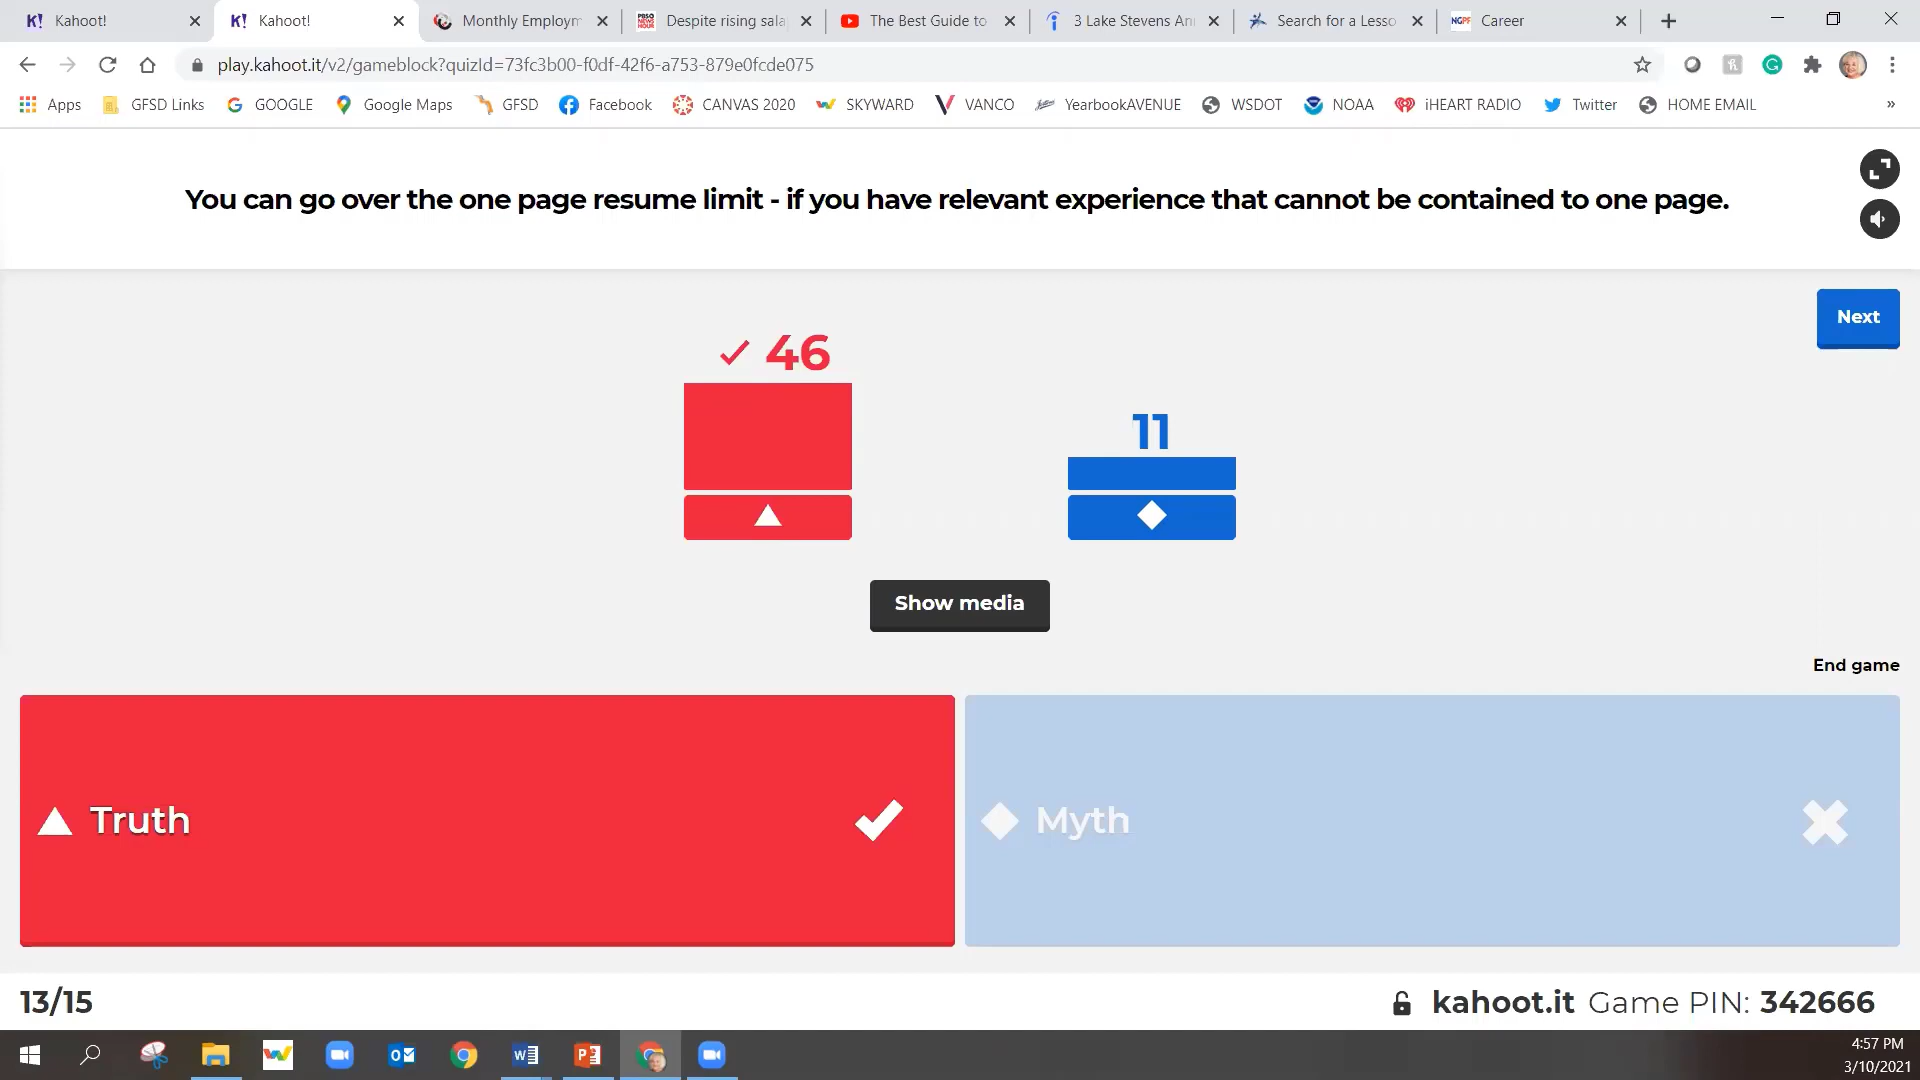 K! Kahoot!
K! Kahoot!
Monthly Employm
Despite rising sala
The Best Guide to
3 Lake Stevens An
Search for a Lesso
NGPF Career
play.kahoot.it/v2/gameblock?quizId=73fc3b00-f0df-42f6-a753-879e0fcde075
Apps GFSD Links GOOGLE Google Maps GFSD Facebook CANVAS 2020 SKYWARD VANCO YearbookAVENUE WSDOT NOAA iHEART RADIO Twitter HOME EMAIL »
You can go over the one page resume limit - if you have relevant experience that cannot be contained to one page.
Next
46
11
Show media
End game
Truth
Myth
13/15
kahoot.it Game PIN: 342666
4:57 PM
3/10/2021